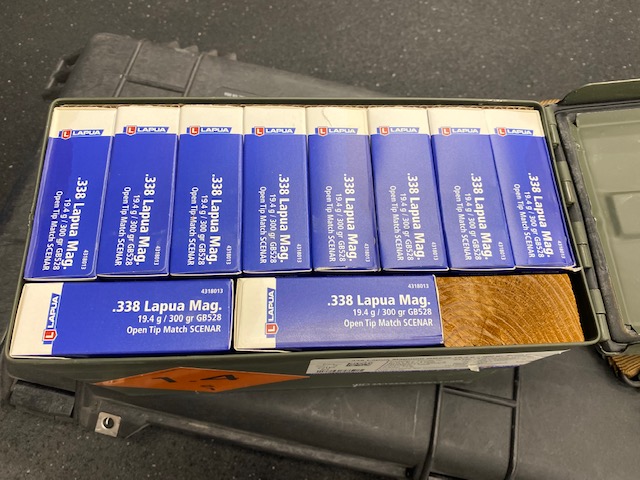 LAPUA
.338 Lapua Mag.
19.4 g / 300 gr GB528
Open Tip Match SCENAR
4318013
LAPUA
.338 Lapua Mag.
19.4 g / 300 gr GB528
Open Tip Match SCENAR
4318013
LAPUA
.338 Lapua Mag.
19.4 g / 300 gr GB528
Open Tip Match SCENAR
4318013
LAPUA
.338 Lapua Mag.
19.4 g / 300 gr GB528
Open Tip Match SCENAR
4318013
LAPUA
.338 Lapua Mag.
19.4 g / 300 gr GB528
Open Tip Match SCENAR
4318013
LAPUA
.338 Lapua Mag.
19.4 g / 300 gr GB528
Open Tip Match SCENAR
4318013
LAPUA
.338 Lapua Mag.
19.4 g / 300 gr GB528
Open Tip Match SCENAR
4318013
LAPUA
.338 Lapua Mag.
19.4 g / 300 gr GB528
Open Tip Match SCENAR
4318013
LAPUA
4318013
.338 Lapua Mag.
19.4 g / 300 gr GB528
Open Tip Match SCENAR
LAPUA
4318013
.338 Lapua Mag.
19.4 g / 300 gr GB528
Open Tip Match SCENAR